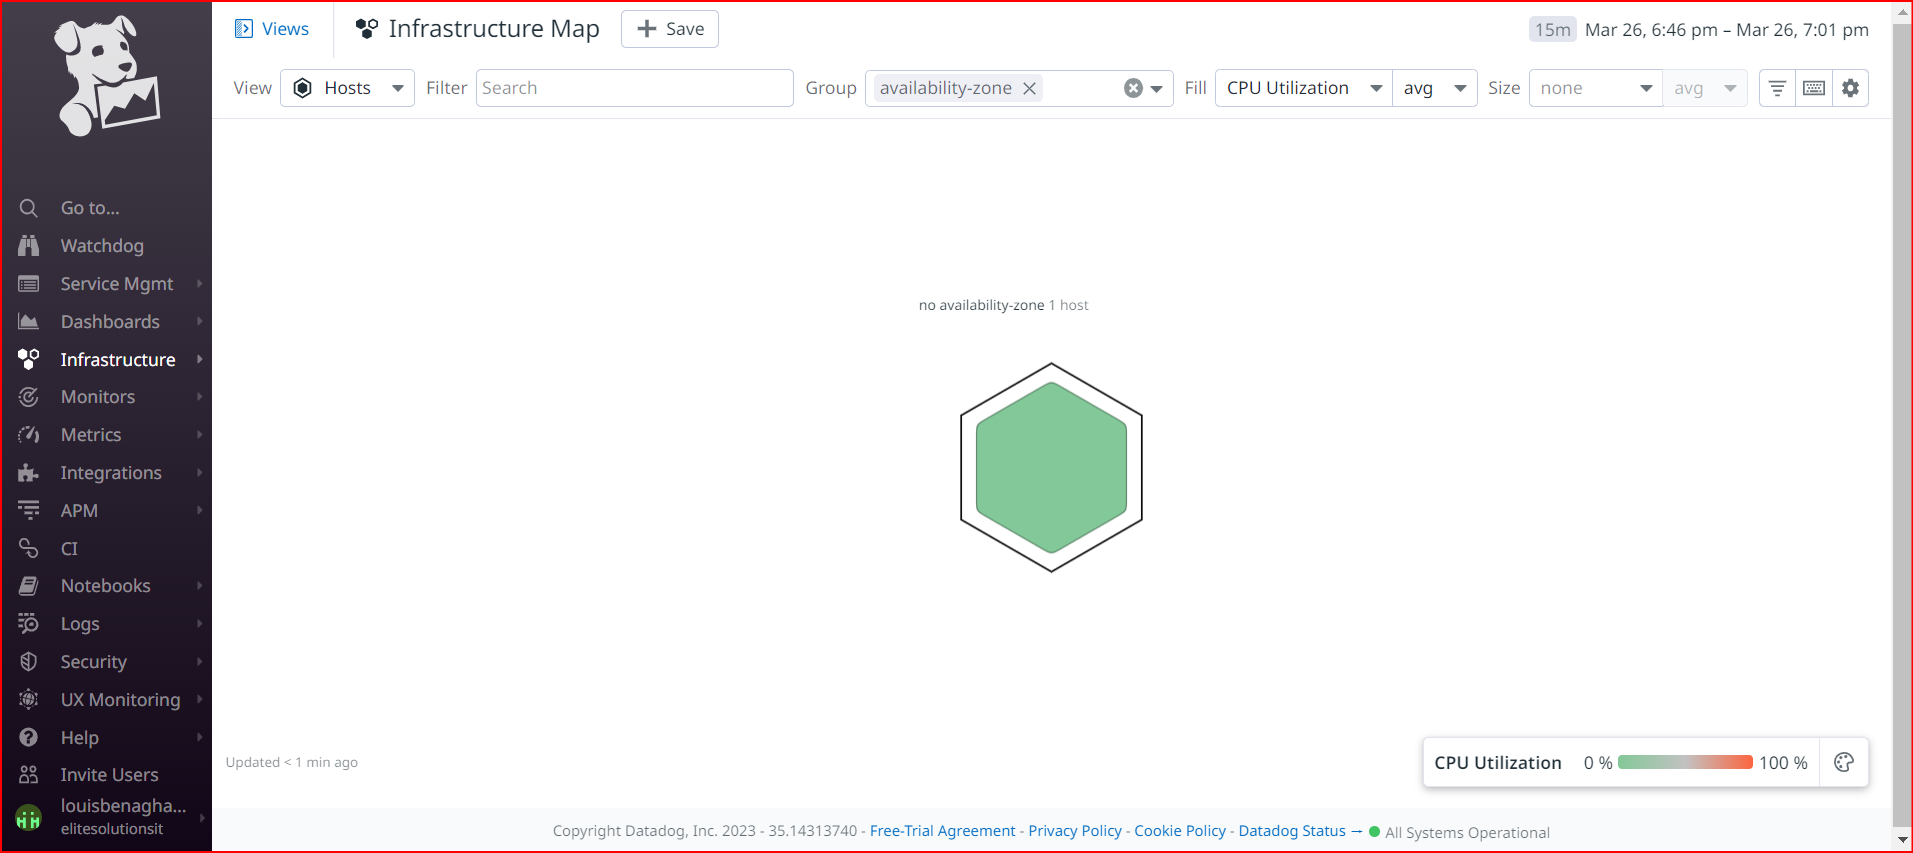 Views
Infrastructure Map
Save
15m Mar 26, 6:46 pm – Mar 26, 7:01 pm
View Hosts Filter Search Group availability-zone Fill CPU Utilization avg Size none avg
Go to...
Watchdog
Service Mgmt
Dashboards
Infrastructure
Monitors
Metrics
Integrations
APM
CI
Notebooks
Logs
Security
UX Monitoring
Help
Invite Users
louisbenagha...
elitesolutionsit
no availability-zone 1 host
Updated < 1 min ago
CPU Utilization 0 % 100 %
Copyright Datadog, Inc. 2023 - 35.14313740 - Free-Trial Agreement - Privacy Policy - Cookie Policy - Datadog Status → All Systems Operational